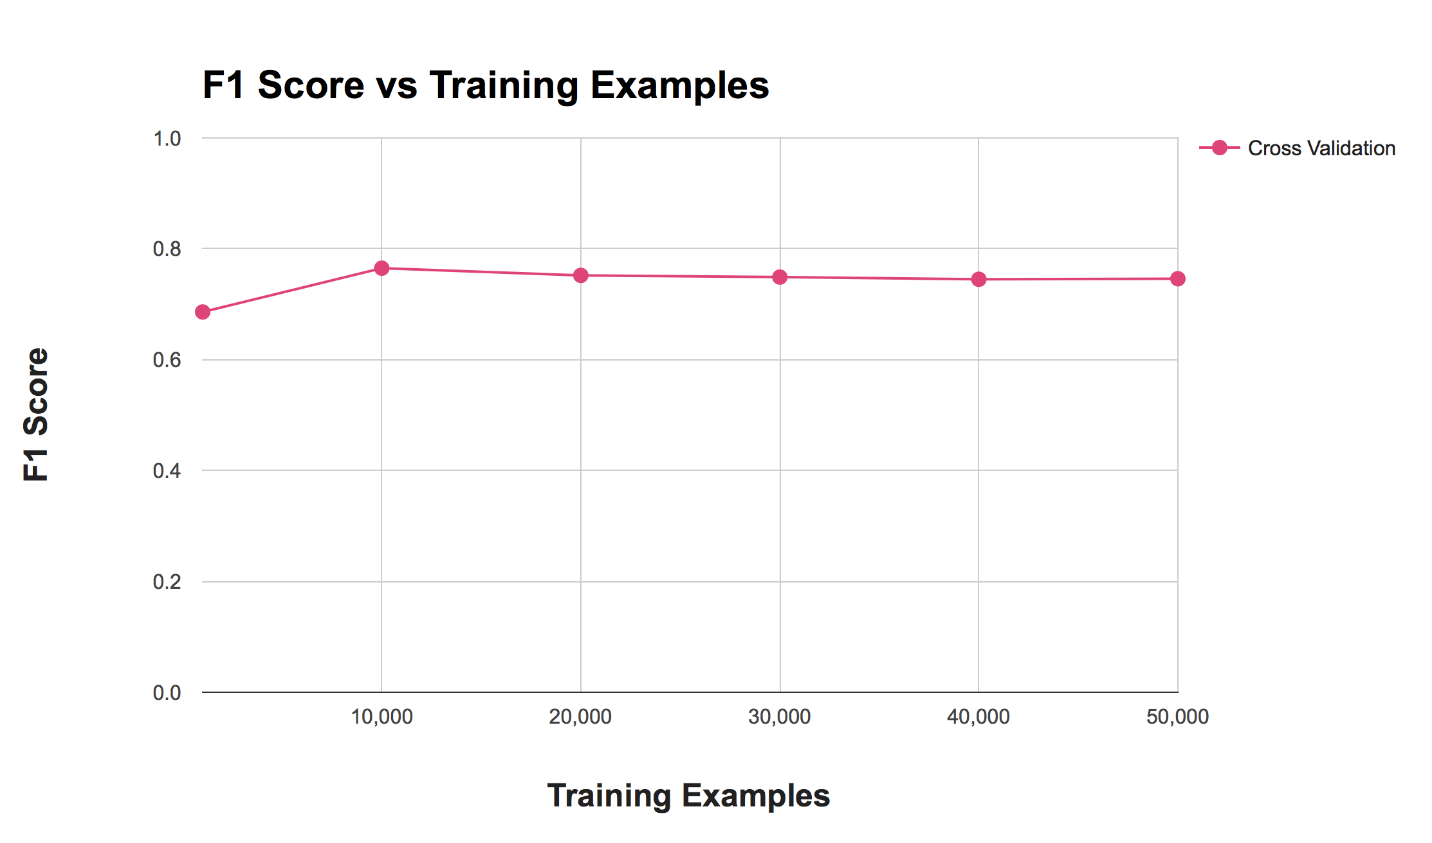 F1 Score vs Training Examples
1.0
Cross Validation
0.8
0.6
0.4
0.2
0.0
F1 Score
10,000 20,000 30,000 40,000 50,000
Training Examples